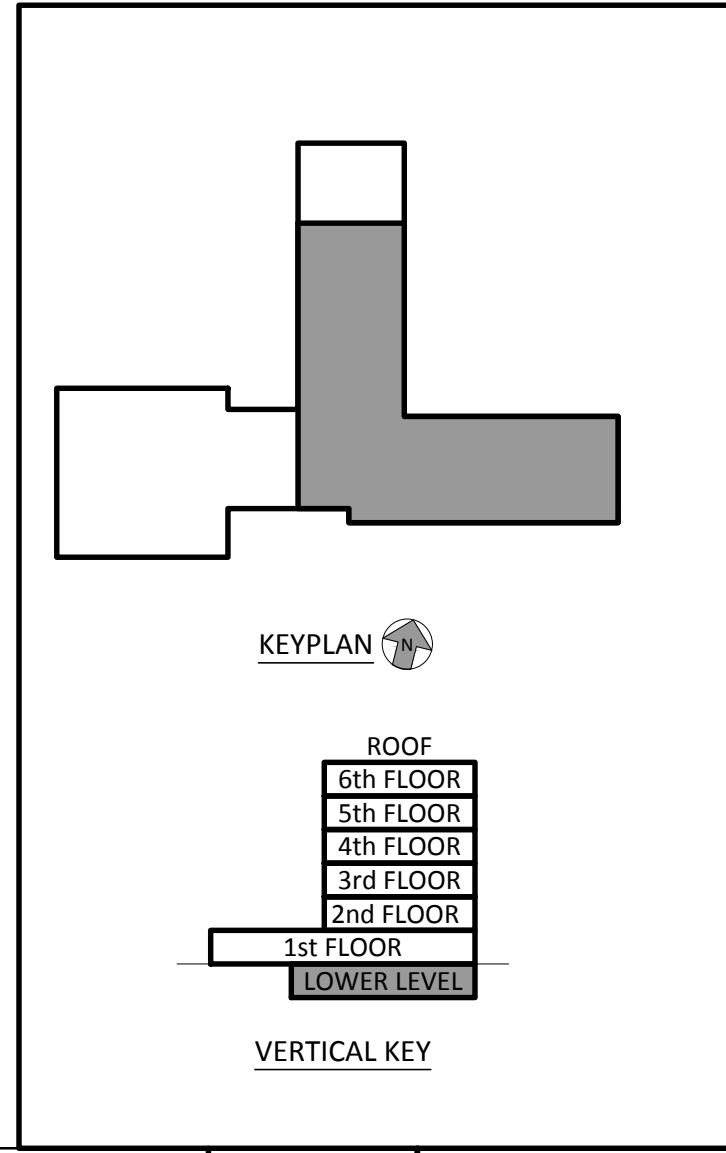 KEYPLAN N
ROOF
6th FLOOR
5th FLOOR
4th FLOOR
3rd FLOOR
2nd FLOOR
1st FLOOR
LOWER LEVEL
VERTICAL KEY